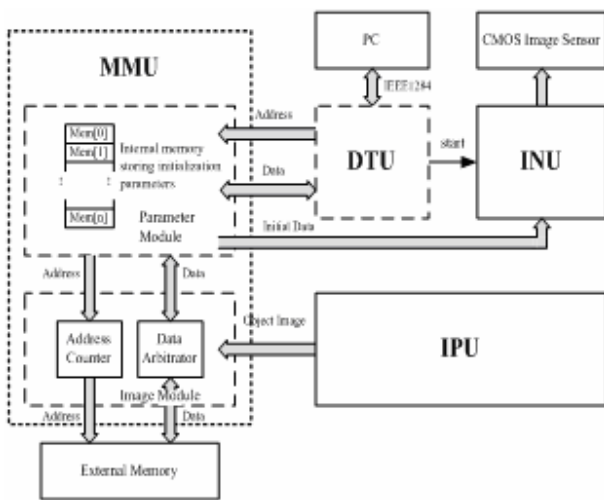 MMU
PC
CMOS Image Sensor
IEEE1284
Mem[0]
Mem[1]
:
:
Mem[n]
Internal memory
storing initialization
parameters
Parameter
Module
Address
Data
Initial Data
DTU
start
INU
Address
Data
Address
Counter
Data
Arbitrator
Image Module
Object Image
IPU
Address
Data
External Memory